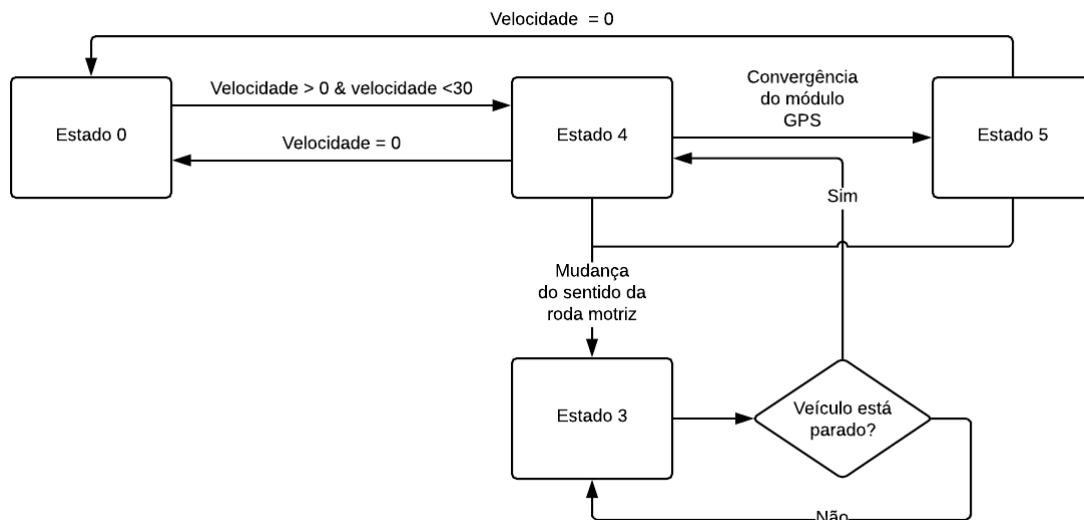 Velocidade = 0
Estado 0
Velocidade > 0 & velocidade <30
Velocidade = 0
Estado 4
Convergência
do módulo
GPS
Estado 5
Sim
Mudança
do sentido da
roda motriz
Estado 3
Veículo está
parado?
Não